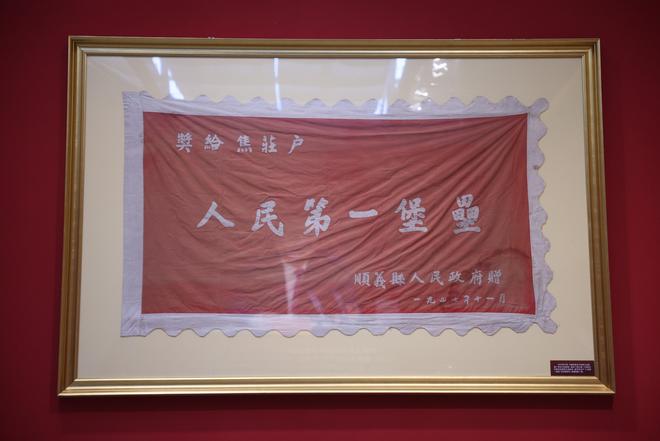 獎給焦莊户
人民第一堡壘
順義縣人民政府贈
一九四七年十一月